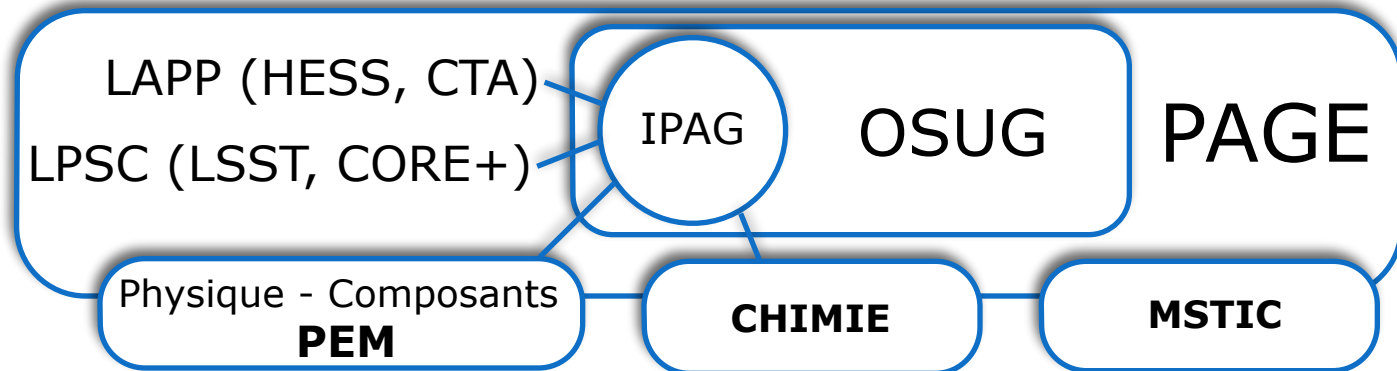 LAPP (HESS, CTA)
LPSC (LSST, CORE+)
IPAG
OSUG
PAGE
Physique - Composants
PEM
CHIMIE
MSTIC